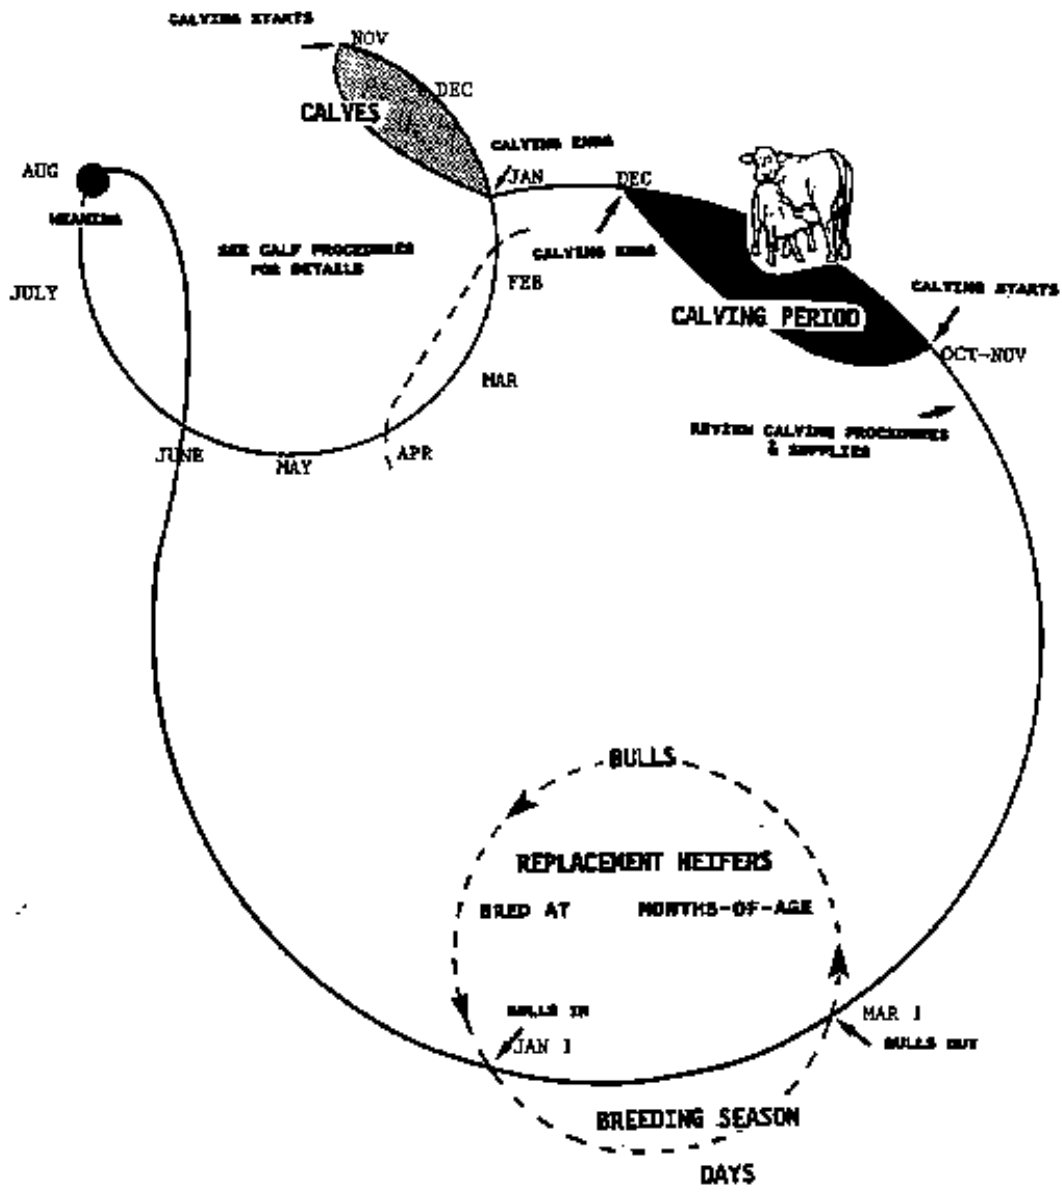 CALVING STARTS
NOV
DEC
CALVES
CALVING ENDS
JAN
DEC
AUG
WEANING
SEE CALF PROCEDURES
FOR DETAILS
CALVING ENDS
FEB
JULY
CALVING STARTS
CALVING PERIOD
OCT-NOV
MAR
REVIEW CALVING PROCEDURES
& SUPPLIES
JUNE
MAY
APR
BULLS
REPLACEMENT HEIFERS
BRED AT MONTHS-OF-AGE
BULLS IN
JAN 1
MAR 1
BULLS OUT
BREEDING SEASON
DAYS